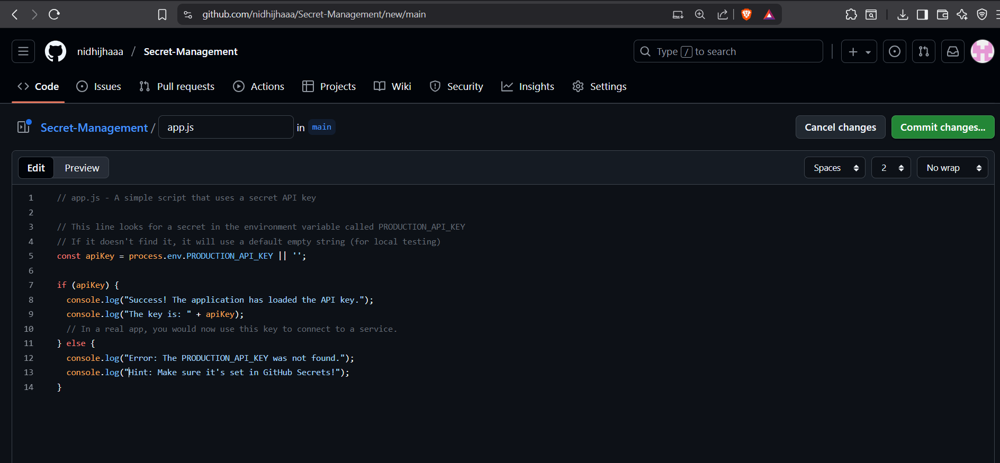 github.com/nidhijhaaa/Secret-Management/new/main
nidhijhaaa / Secret-Management
Type / to search
Code Issues Pull requests Actions Projects Wiki Security Insights Settings
Secret-Management / app.js in main
Cancel changes Commit changes...
Edit Preview Spaces 2 No wrap
1 // app.js - A simple script that uses a secret API key
2
3 // This line looks for a secret in the environment variable called PRODUCTION_API_KEY
4 // If it doesn't find it, it will use a default empty string (for local testing)
5 const apiKey = process.env.PRODUCTION_API_KEY || '';
6
7 if (apiKey) {
8 console.log("Success! The application has loaded the API key.");
9 console.log("The key is: " + apiKey);
10 // In a real app, you would now use this key to connect to a service.
11 } else {
12 console.log("Error: The PRODUCTION_API_KEY was not found.");
13 console.log("Hint: Make sure it's set in GitHub Secrets!");
14 }